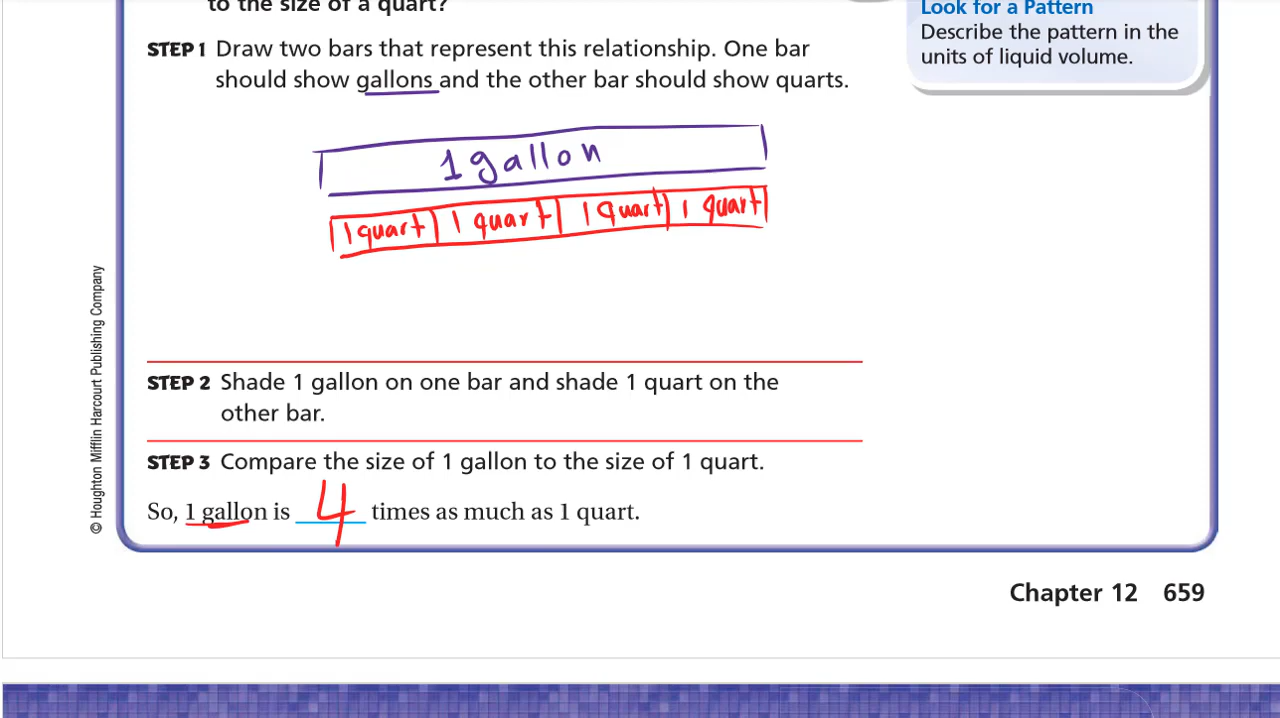 to the size of a quart?
Look for a Pattern
Describe the pattern in the
units of liquid volume.
STEP 1 Draw two bars that represent this relationship. One bar
should show gallons and the other bar should show quarts.
1 gallon
1 quart 1 quart 1 quart 1 quart
STEP 2 Shade 1 gallon on one bar and shade 1 quart on the
other bar.
STEP 3 Compare the size of 1 gallon to the size of 1 quart.
So, 1 gallon is 4 times as much as 1 quart.
© Houghton Mifflin Harcourt Publishing Company
Chapter 12 659